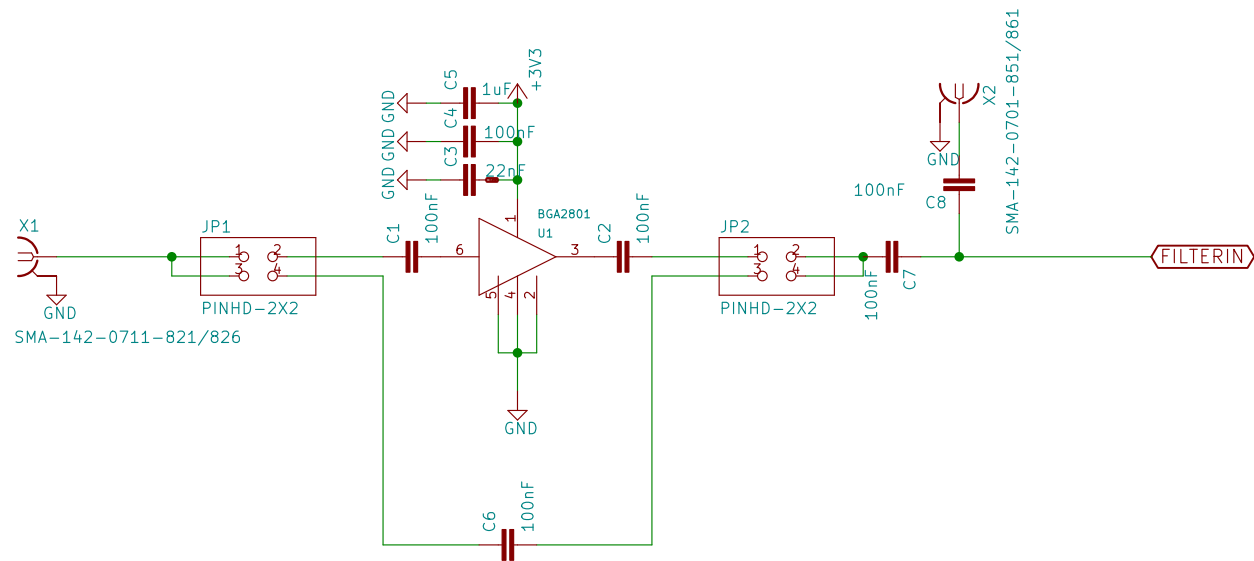 +3V3
C5
1uF
GND
C4
100nF
GND
C3
22nF
GND
X2
SMA-142-0701-851/861
GND
100nF
C8
X1
GND
SMA-142-0711-821/826
JP1
1
2
3
4
PINHD-2X2
C1
100nF
6
1
BGA2801
U1
3
5
4
2
GND
C2
100nF
JP2
1
2
3
4
PINHD-2X2
100nF
C7
FILTERIN
C6
100nF